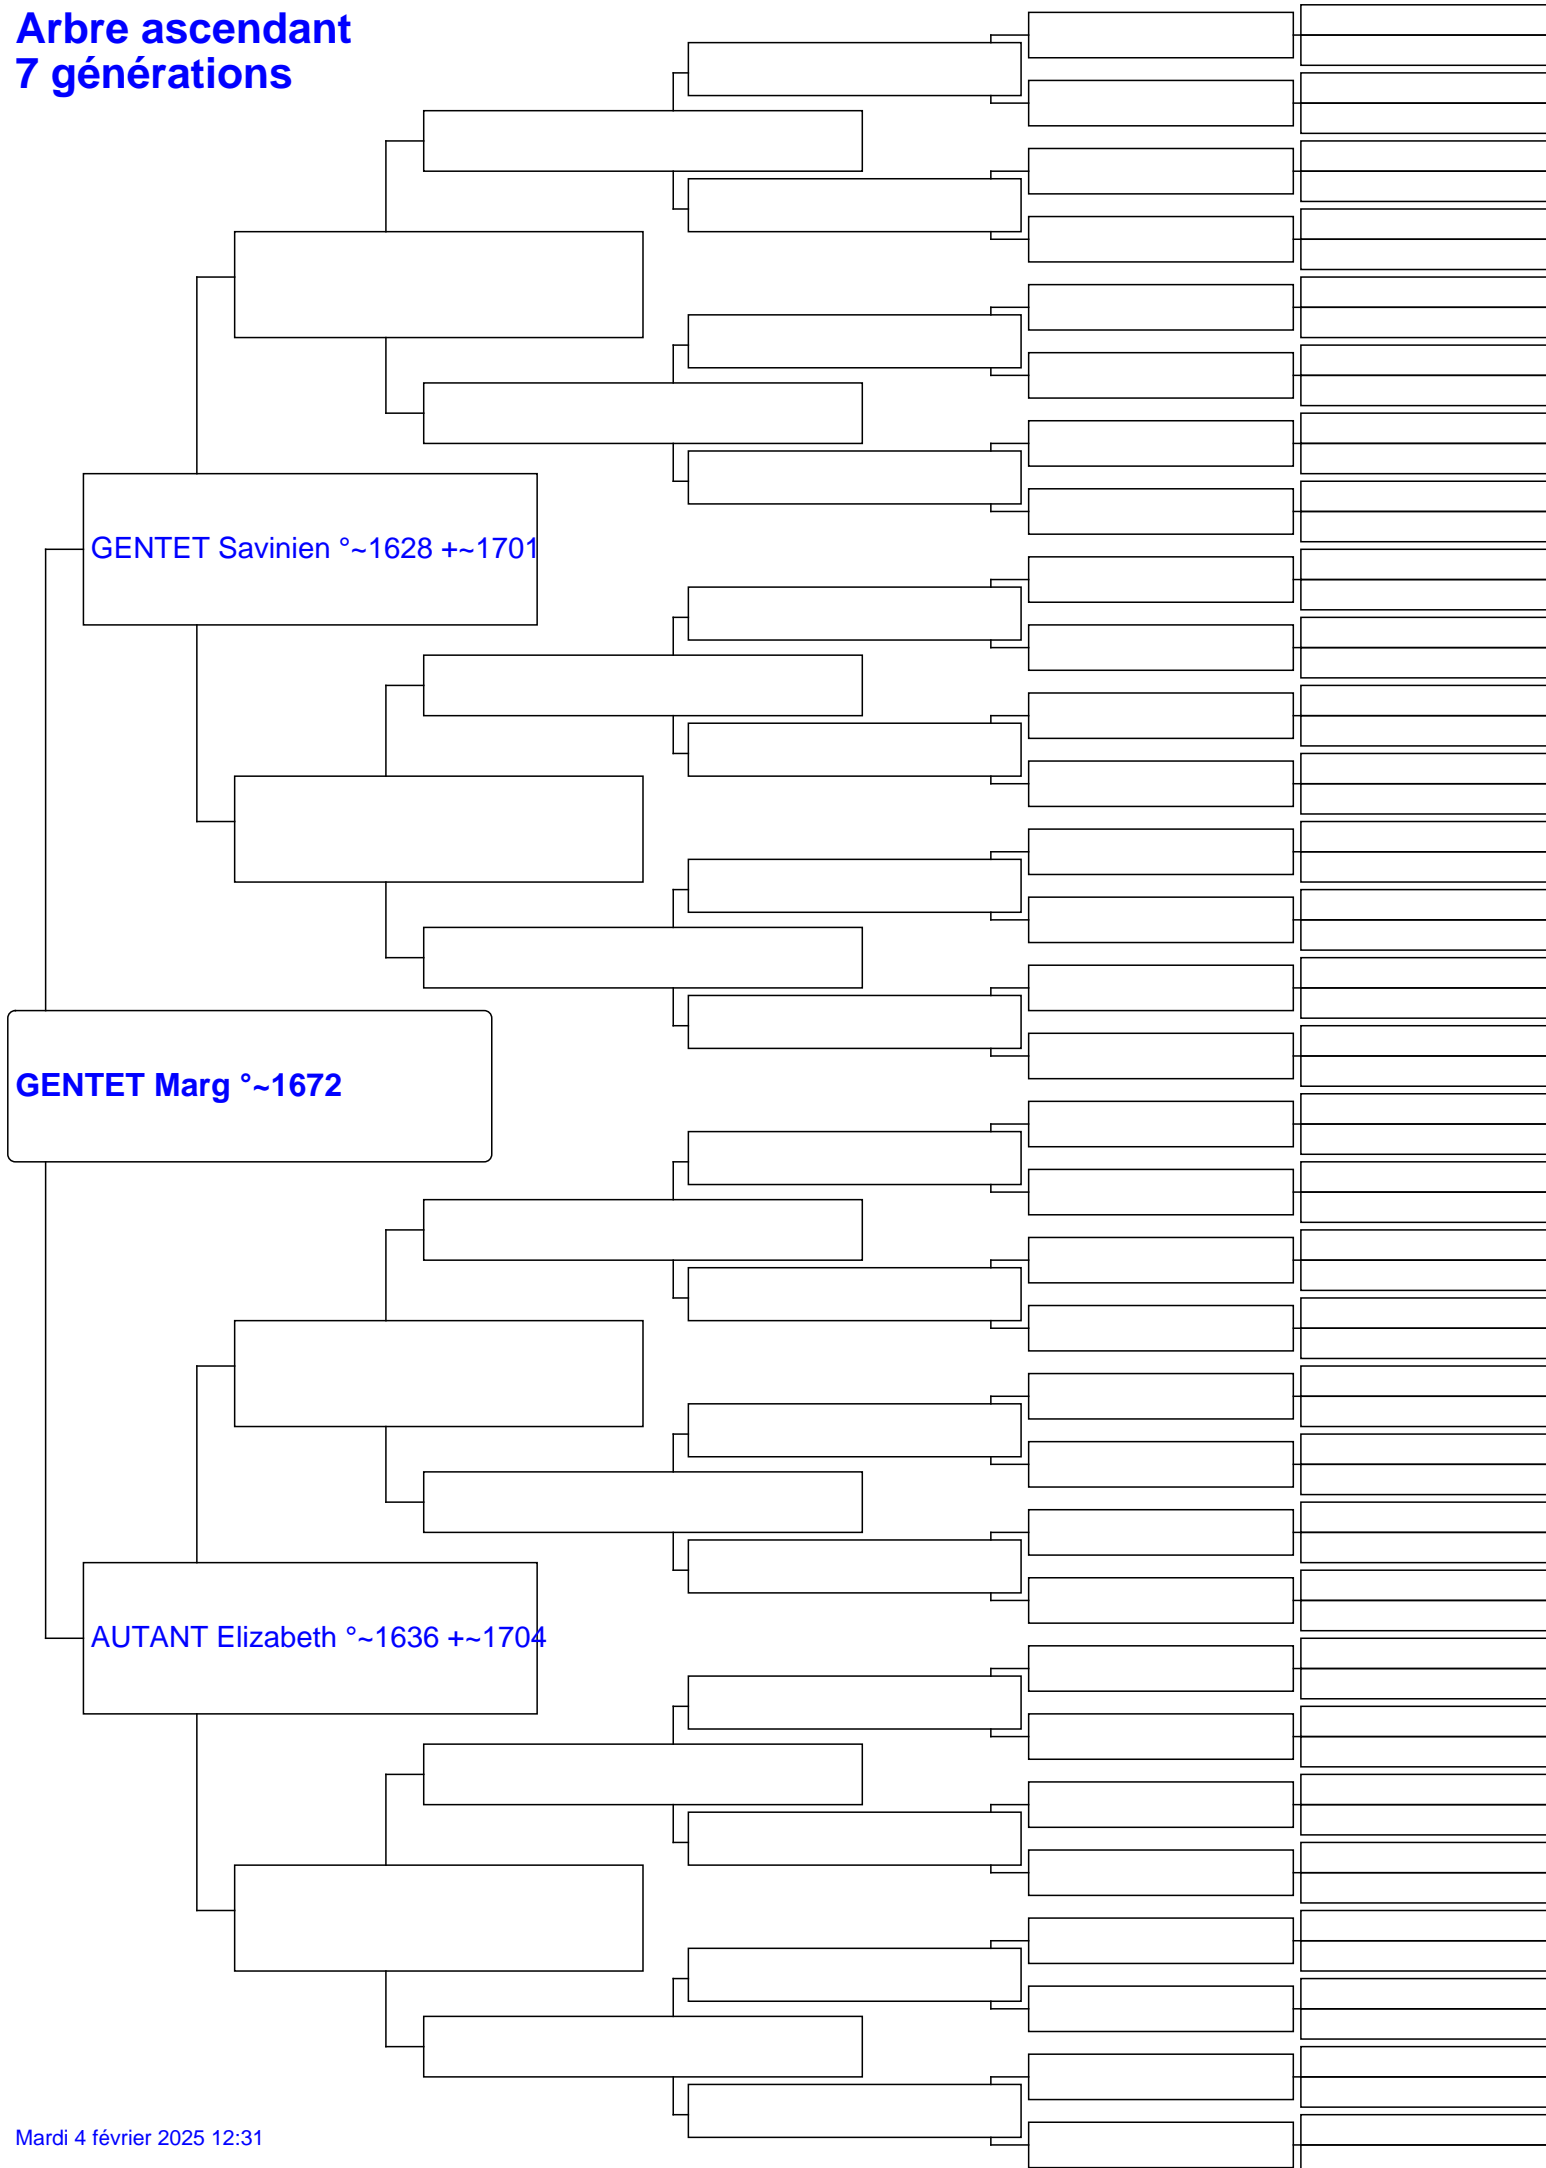 Arbre ascendant
7 générations
GENTET Savinien °~1628 +~1701
GENTET Marg °~1672
AUTANT Elizabeth °~1636 +~1704
Mardi 4 février 2025 12:31